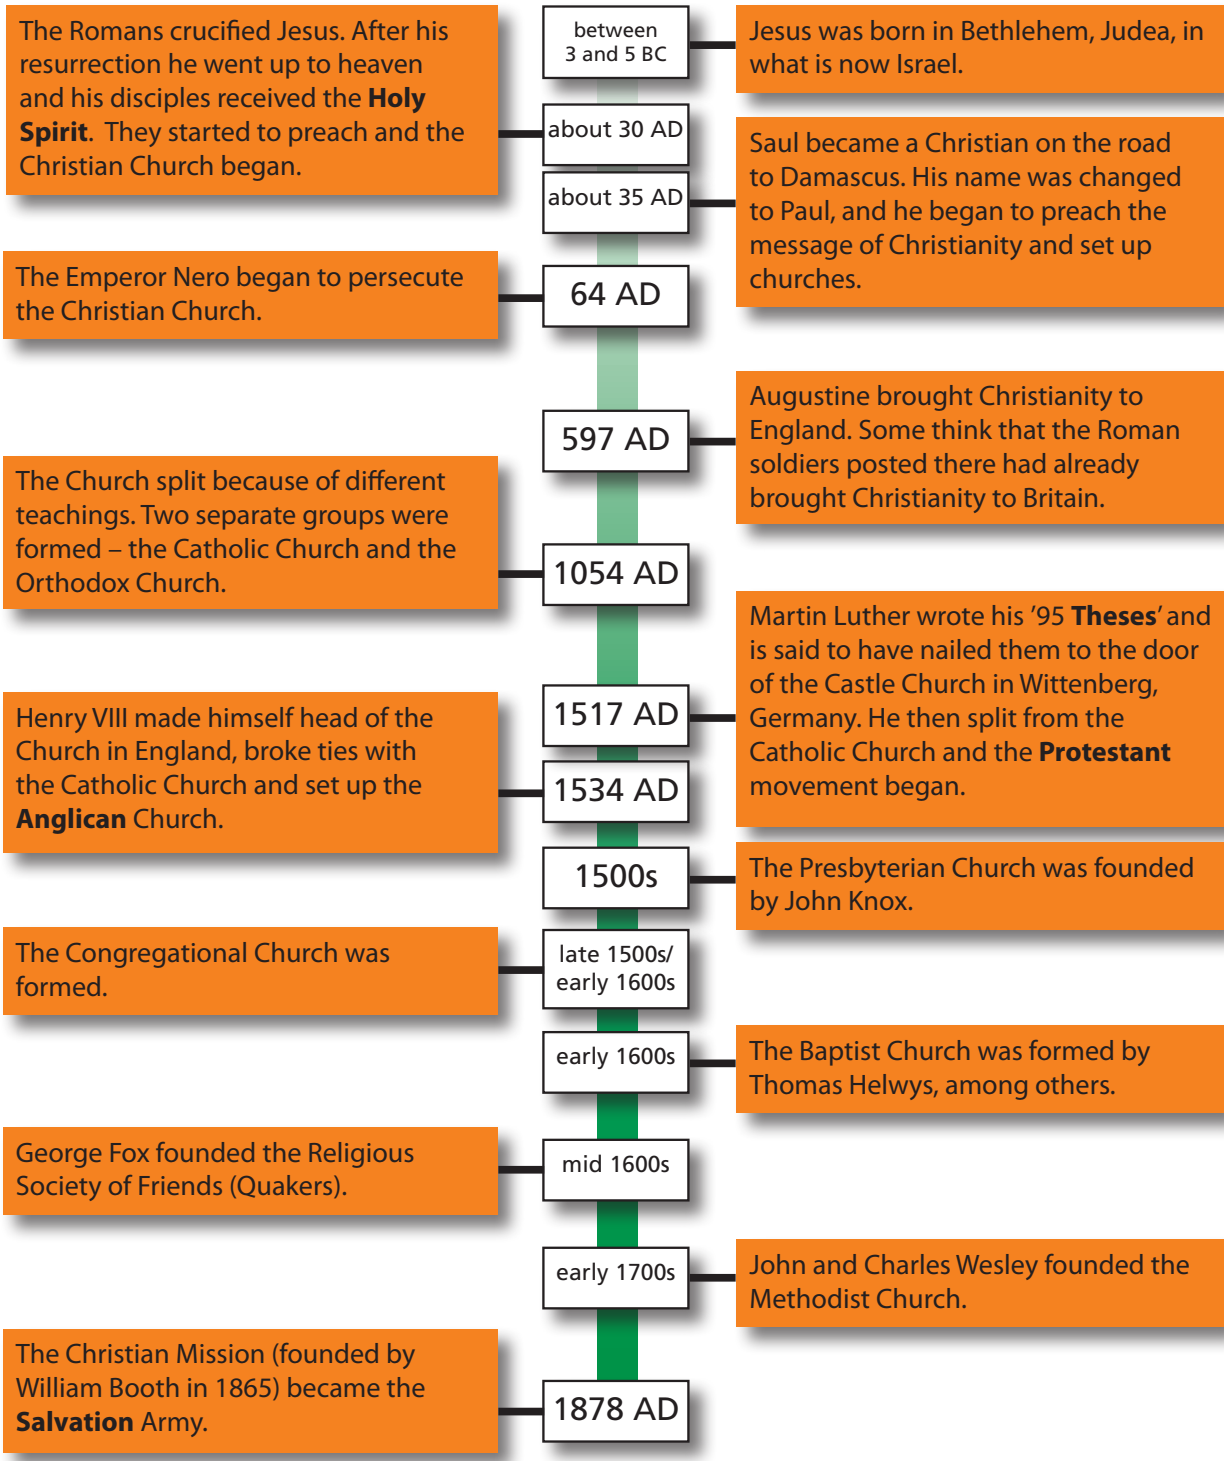 between
3 and 5 BC
Jesus was born in Bethlehem, Judea, in
what is now Israel.
The Romans crucified Jesus. After his
resurrection he went up to heaven
and his disciples received the Holy
Spirit. They started to preach and the
Christian Church began.
about 30 AD
about 35 AD
Saul became a Christian on the road
to Damascus. His name was changed
to Paul, and he began to preach the
message of Christianity and set up
churches.
The Emperor Nero began to persecute
the Christian Church.
64 AD
597 AD
Augustine brought Christianity to
England. Some think that the Roman
soldiers posted there had already
brought Christianity to Britain.
The Church split because of different
teachings. Two separate groups were
formed – the Catholic Church and the
Orthodox Church.
1054 AD
1517 AD
Martin Luther wrote his ’95 Theses’ and
is said to have nailed them to the door
of the Castle Church in Wittenberg,
Germany. He then split from the
Catholic Church and the Protestant
movement began.
Henry VIII made himself head of the
Church in England, broke ties with
the Catholic Church and set up the
Anglican Church.
1534 AD
1500s
The Presbyterian Church was founded
by John Knox.
The Congregational Church was
formed.
late 1500s/
early 1600s
early 1600s
The Baptist Church was formed by
Thomas Helwys, among others.
George Fox founded the Religious
Society of Friends (Quakers).
mid 1600s
early 1700s
John and Charles Wesley founded the
Methodist Church.
The Christian Mission (founded by
William Booth in 1865) became the
Salvation Army.
1878 AD